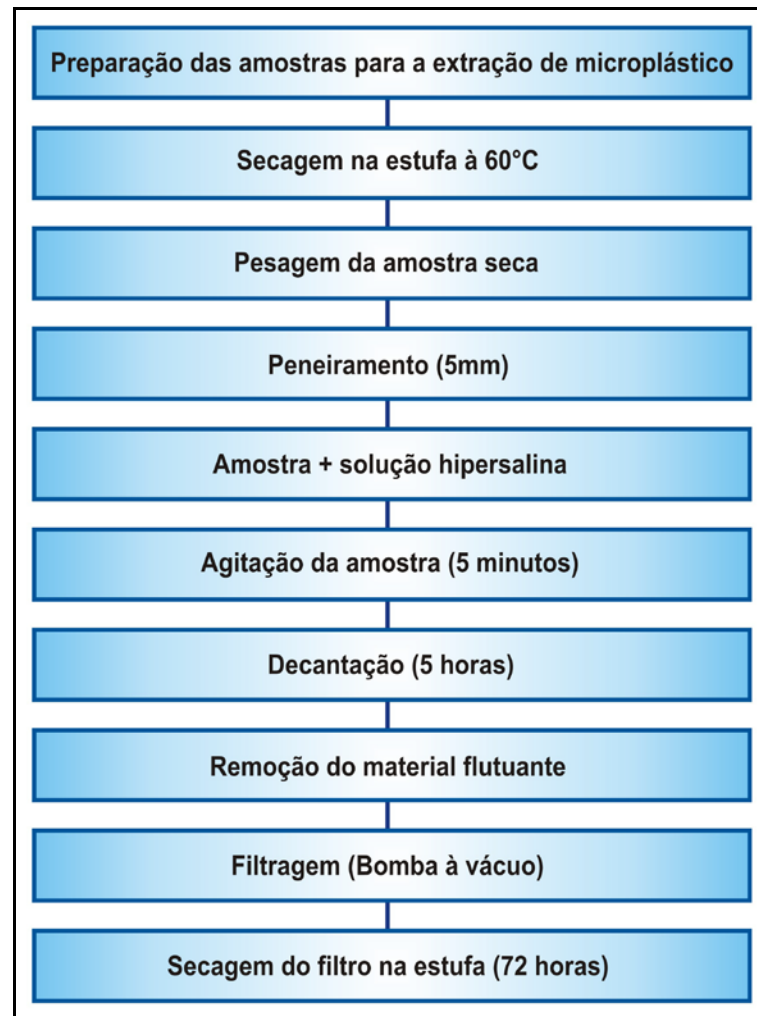 Preparação das amostras para a extração de microplástico
Secagem na estufa à 60°C
Pesagem da amostra seca
Peneiramento (5mm)
Amostra + solução hipersalina
Agitação da amostra (5 minutos)
Decantação (5 horas)
Remoção do material flutuante
Filtragem (Bomba à vácuo)
Secagem do filtro na estufa (72 horas)